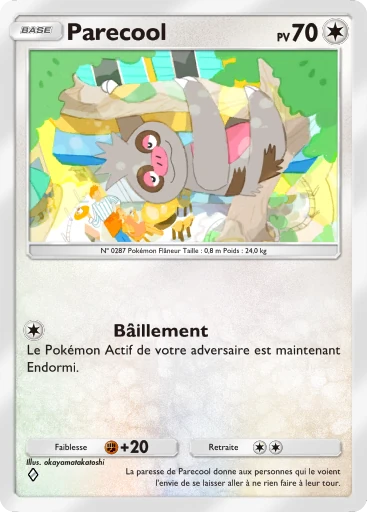 BASE Parecool PV 70
N° 0287 Pokémon Flâneur Taille : 0,8 m Poids : 24,0 kg
Bâillement
Le Pokémon Actif de votre adversaire est maintenant
Endormi.
Faiblesse +20 Retraite
Illus. okayamatakatoshi
La paresse de Parecool donne aux personnes qui le voient
l'envie de se laisser aller à ne rien faire à leur tour.